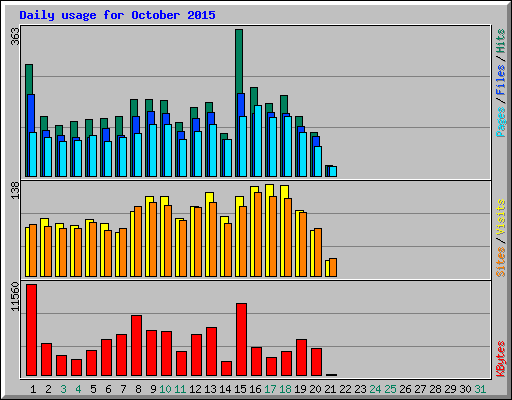 Daily usage for October 2015
363
Pages / Files / Hits
138
Sites / Visits
11560
KBytes
1 2 3 4 5 6 7 8 9 10 11 12 13 14 15 16 17 18 19 20 21 22 23 24 25 26 27 28 29 30 31